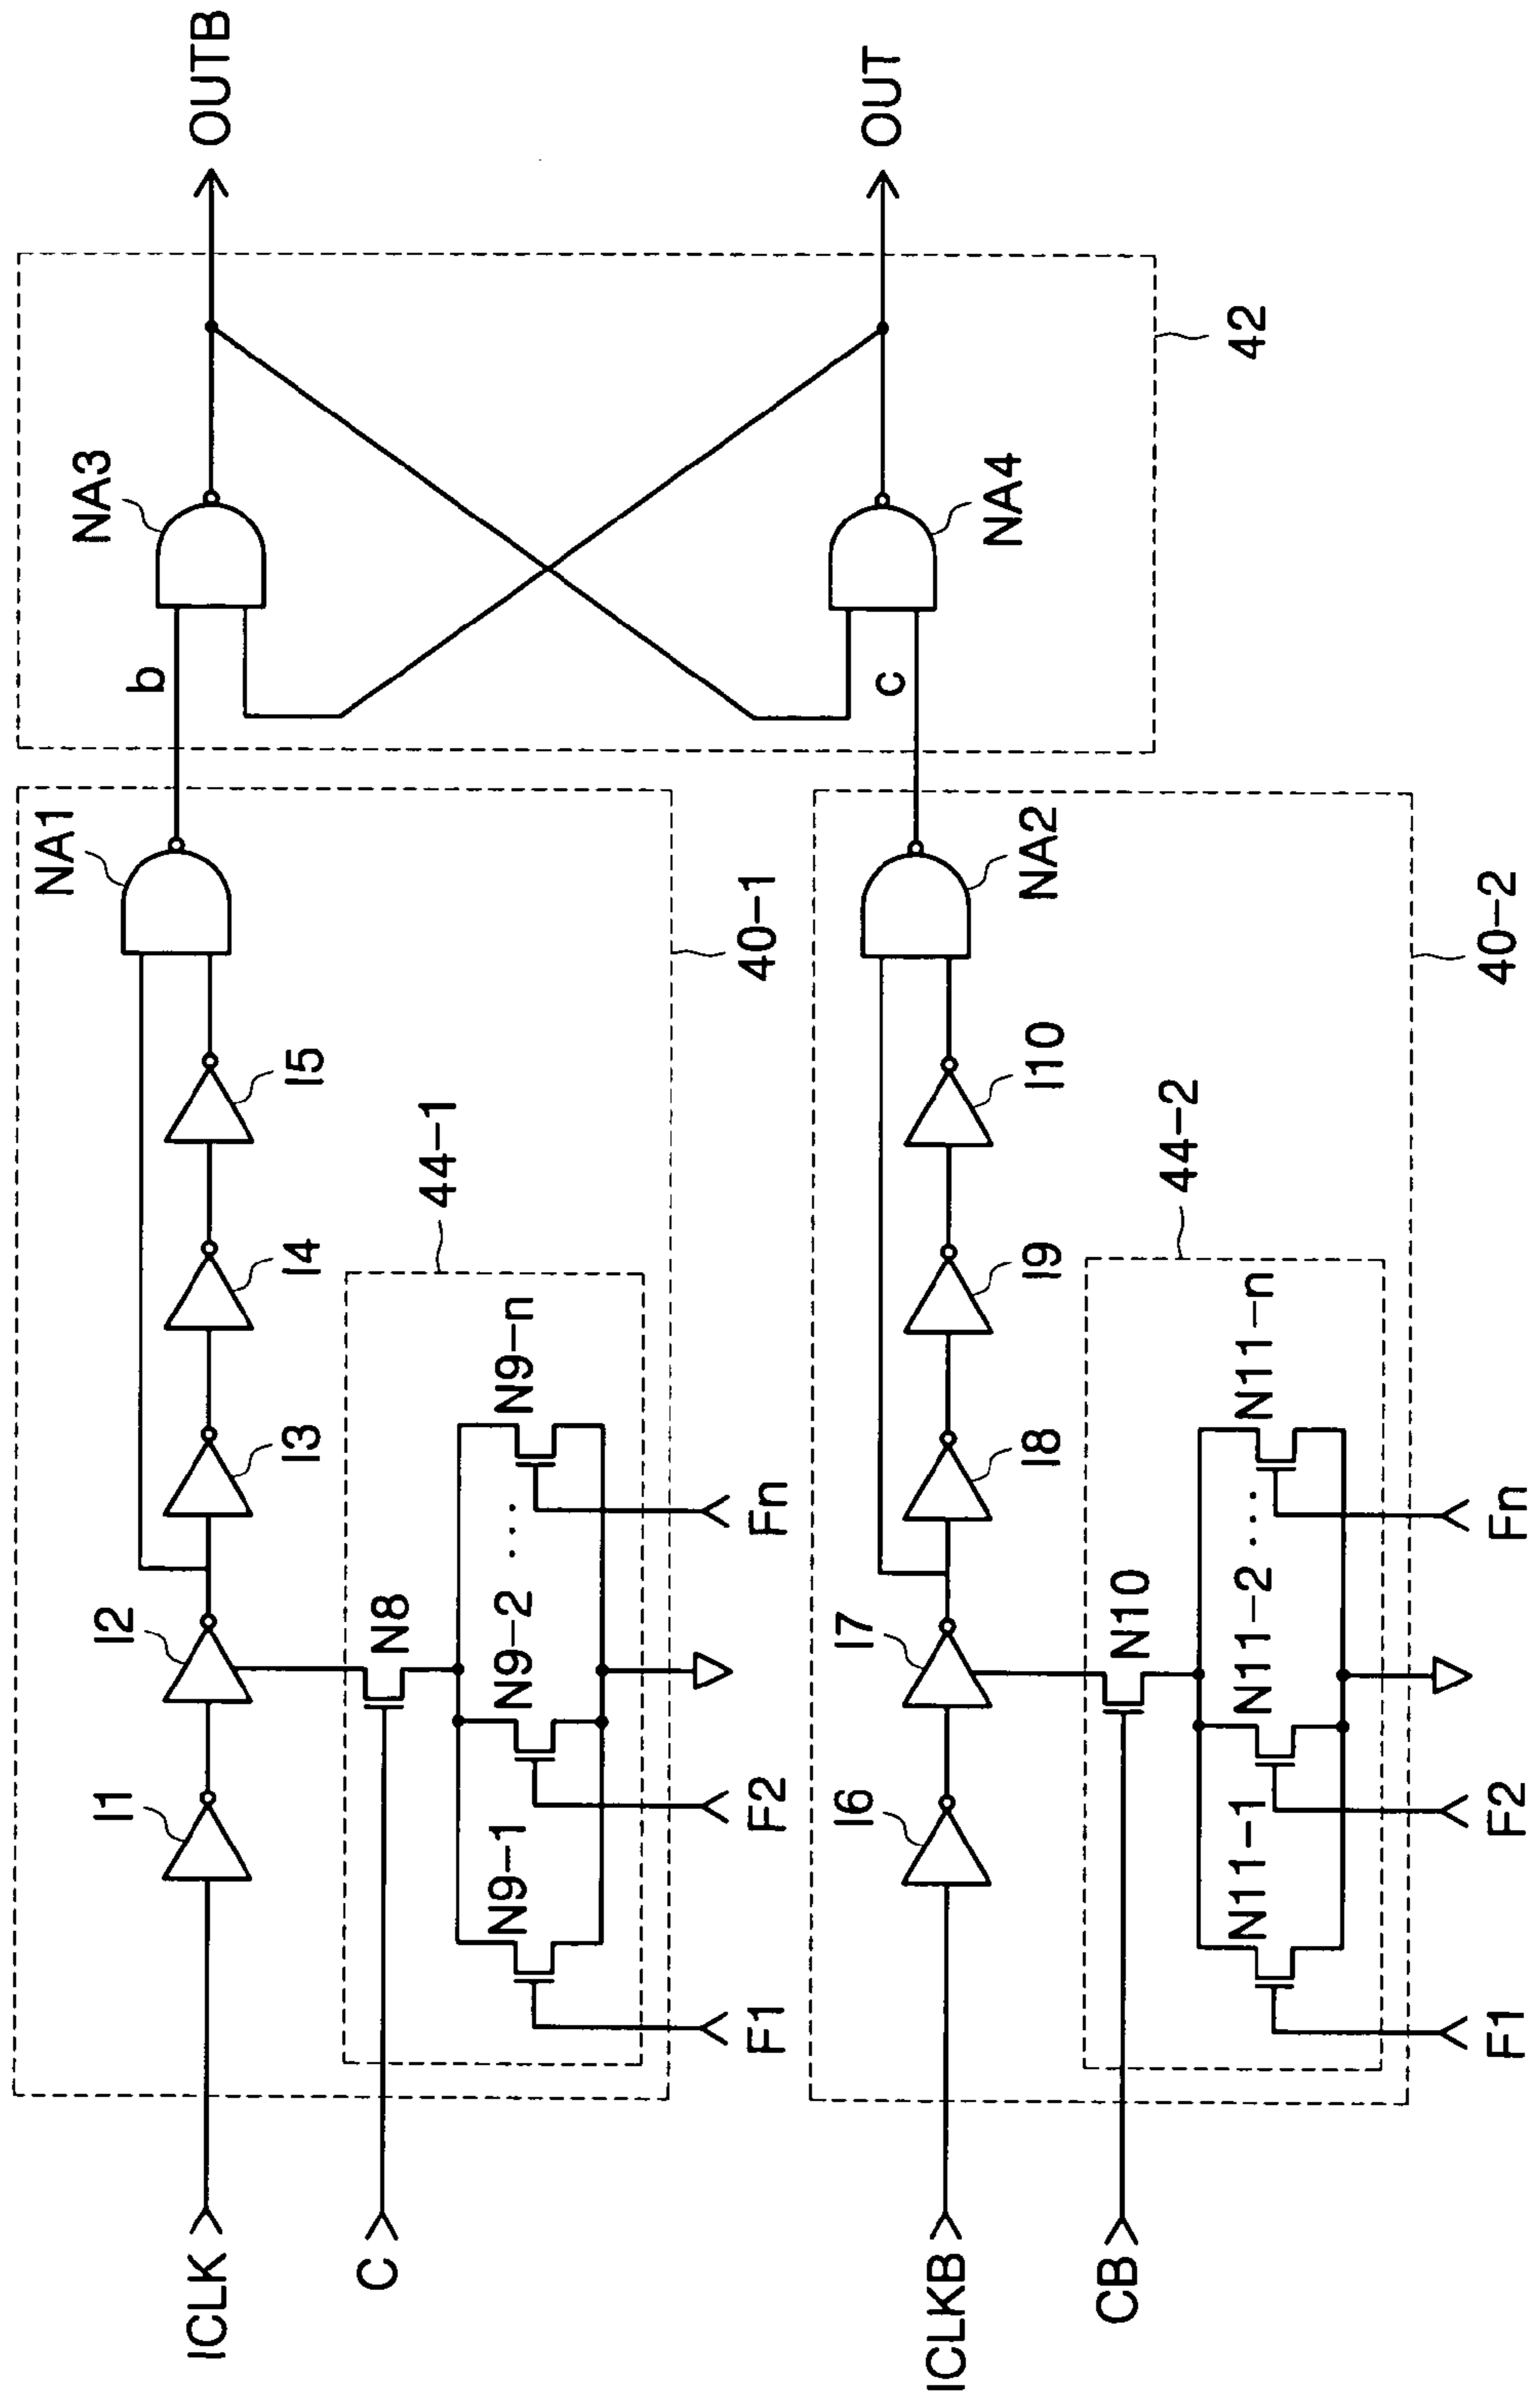 OUTB
OUT
42
NA3
NA4
b
c
NA1
40-1
NA2
40-2
I5
I4
I3
I2
I1
44-1
N8
N9-n
N9-2
...
N9-1
Fn
F2
F1
I10
I9
I8
I7
I6
44-2
N10
N11-n
N11-2
...
N11-1
Fn
F2
F1
ICLK
C
ICLKB
CB